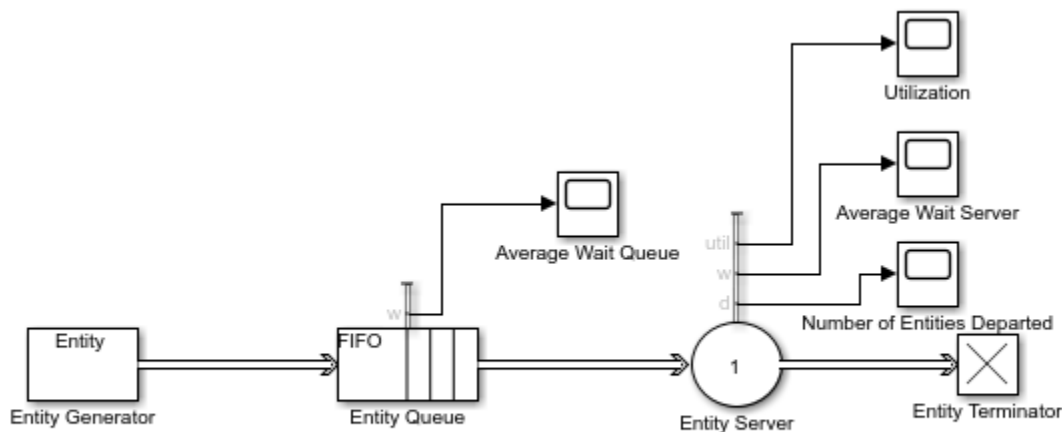 Utilization
Average Wait Server
Average Wait Queue
util
w
d
Number of Entities Departed
w
Entity
FIFO
1
Entity Generator
Entity Queue
Entity Server
Entity Terminator